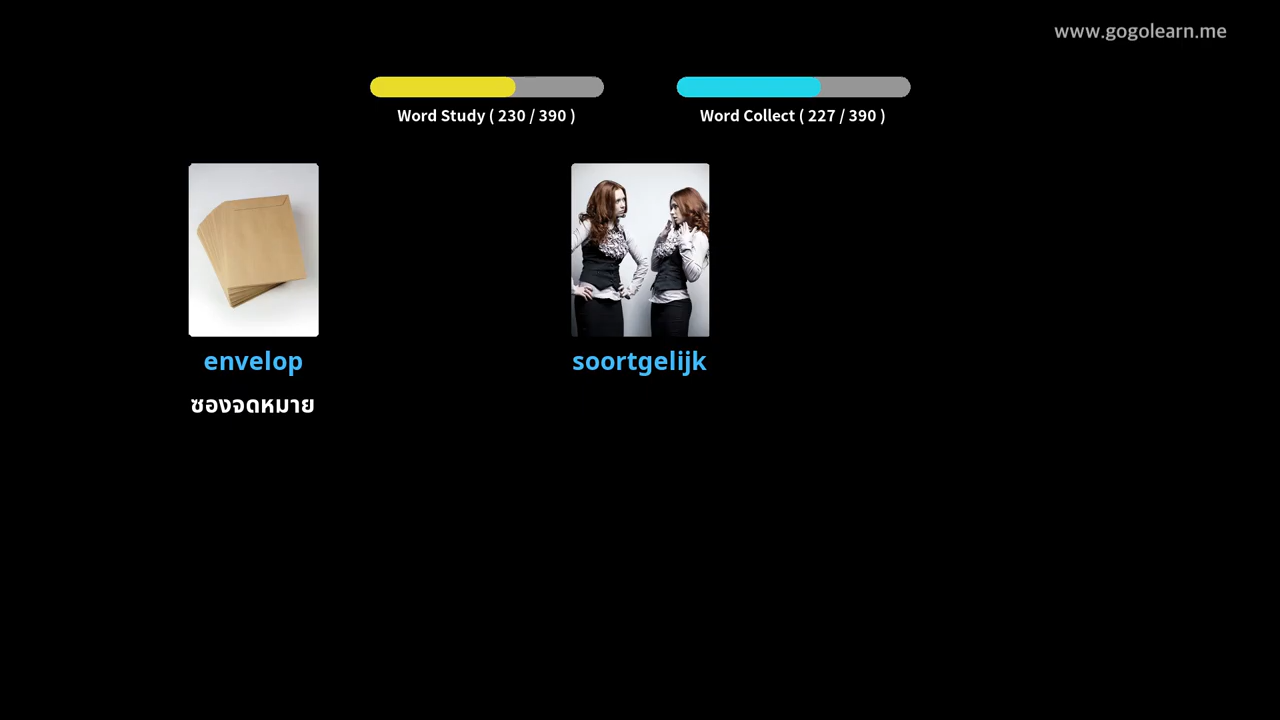 www.gogolearn.me
Word Study ( 230 / 390 )
Word Collect ( 227 / 390 )
envelop
soortgelijk
ซองจดหมาย